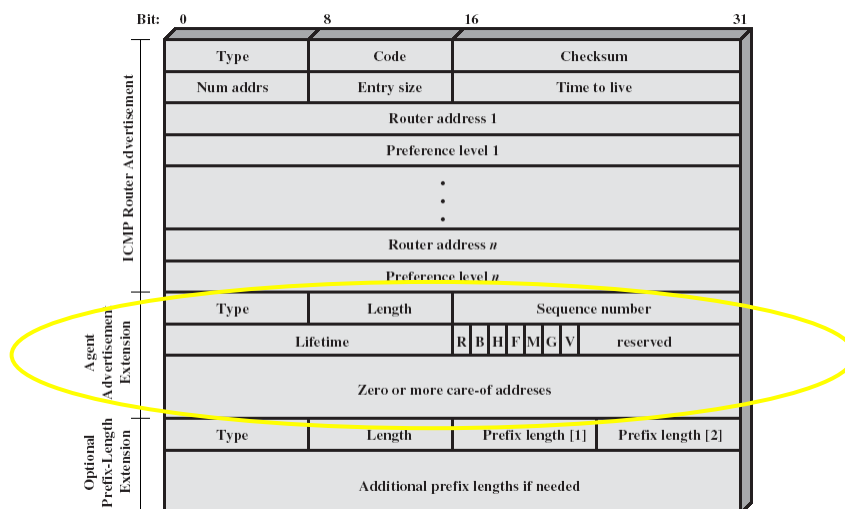 Bit: 0 8 16 31
ICMP Router Advertisement
Type Code Checksum
Num addrs Entry size Time to live
Router address 1
Preference level 1
Router address n
Preference level n
Agent
Advertisement
Extension
Type Length Sequence number
Lifetime R B H F M G V reserved
Zero or more care-of addreses
Optional
Prefix-Length
Extension
Type Length Prefix length [1] Prefix length [2]
Additional prefix lengths if needed